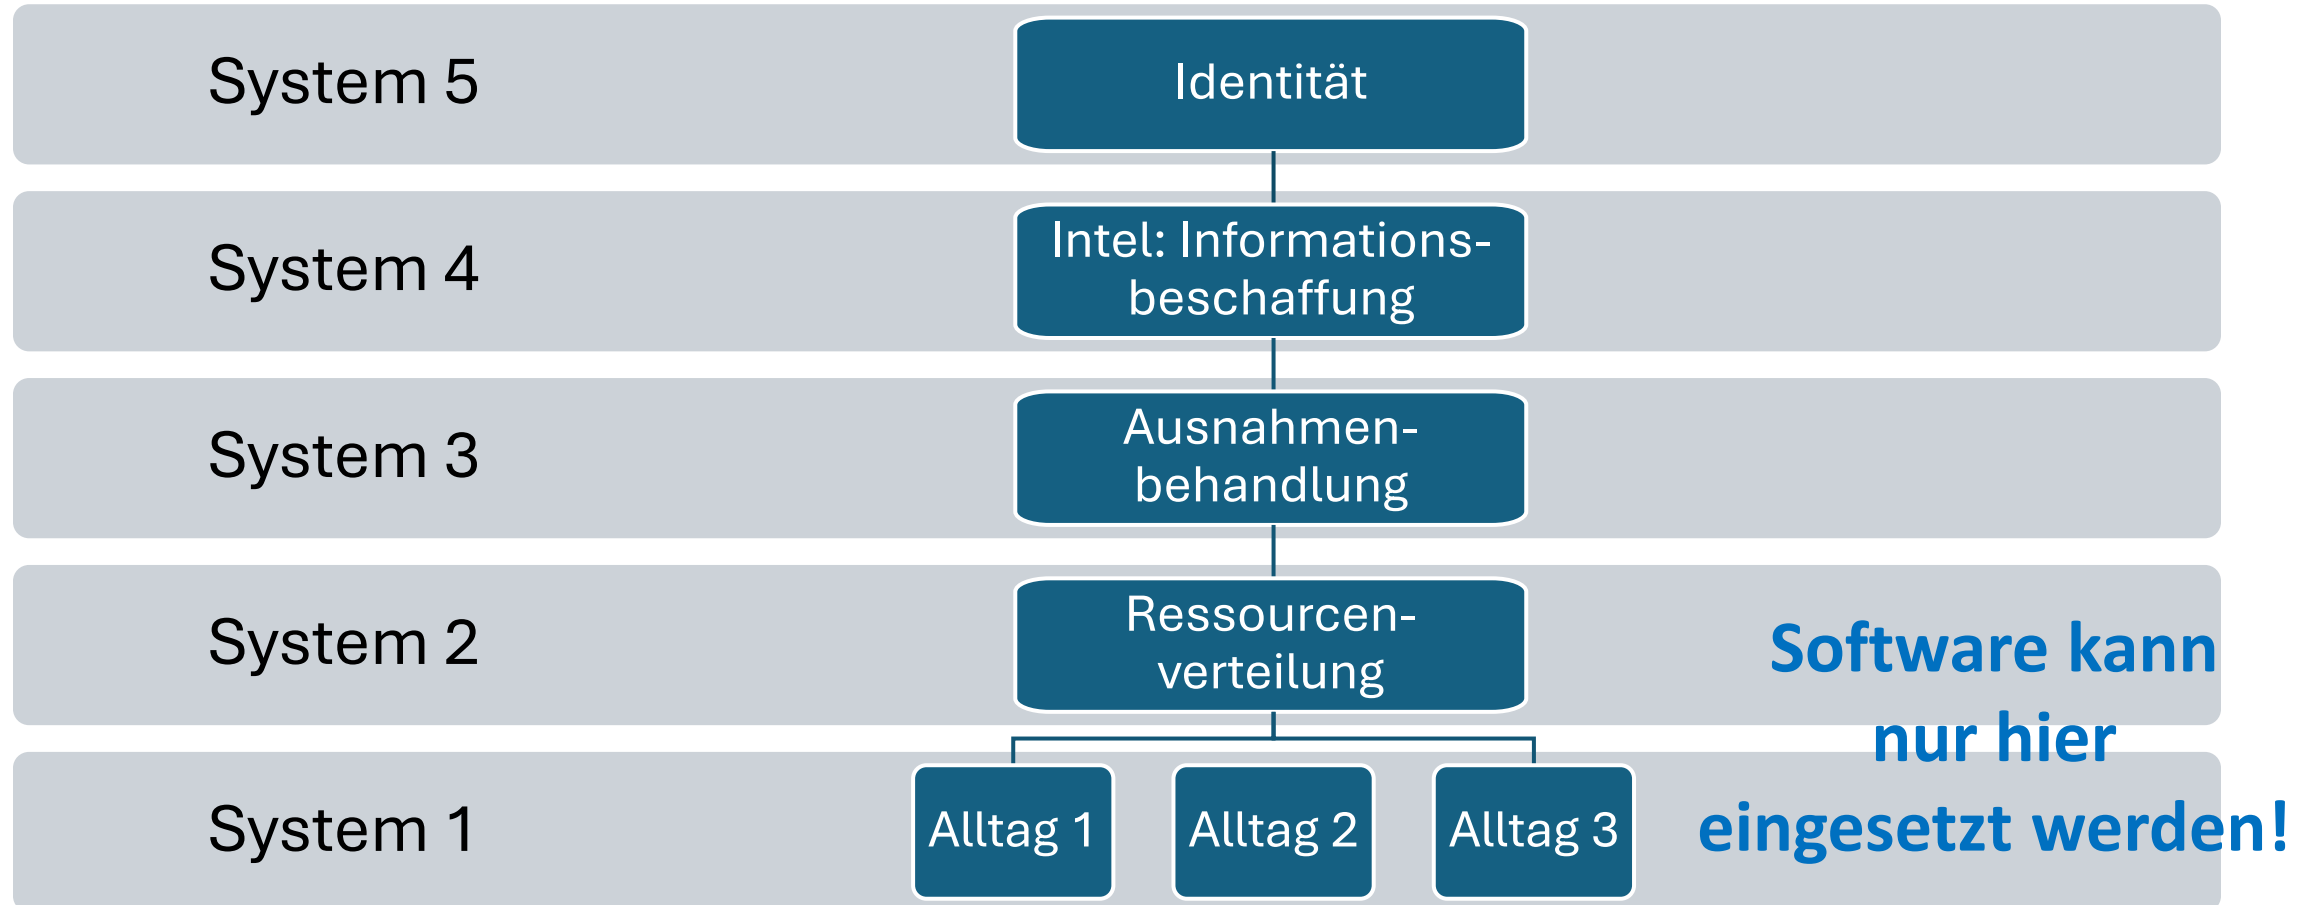 System 5
Identität
System 4
Intel: Informations-
beschaffung
System 3
Ausnahmen-
behandlung
System 2
Ressourcen-
verteilung
System 1
Alltag 1
Alltag 2
Alltag 3
Software kann
nur hier
eingesetzt werden!